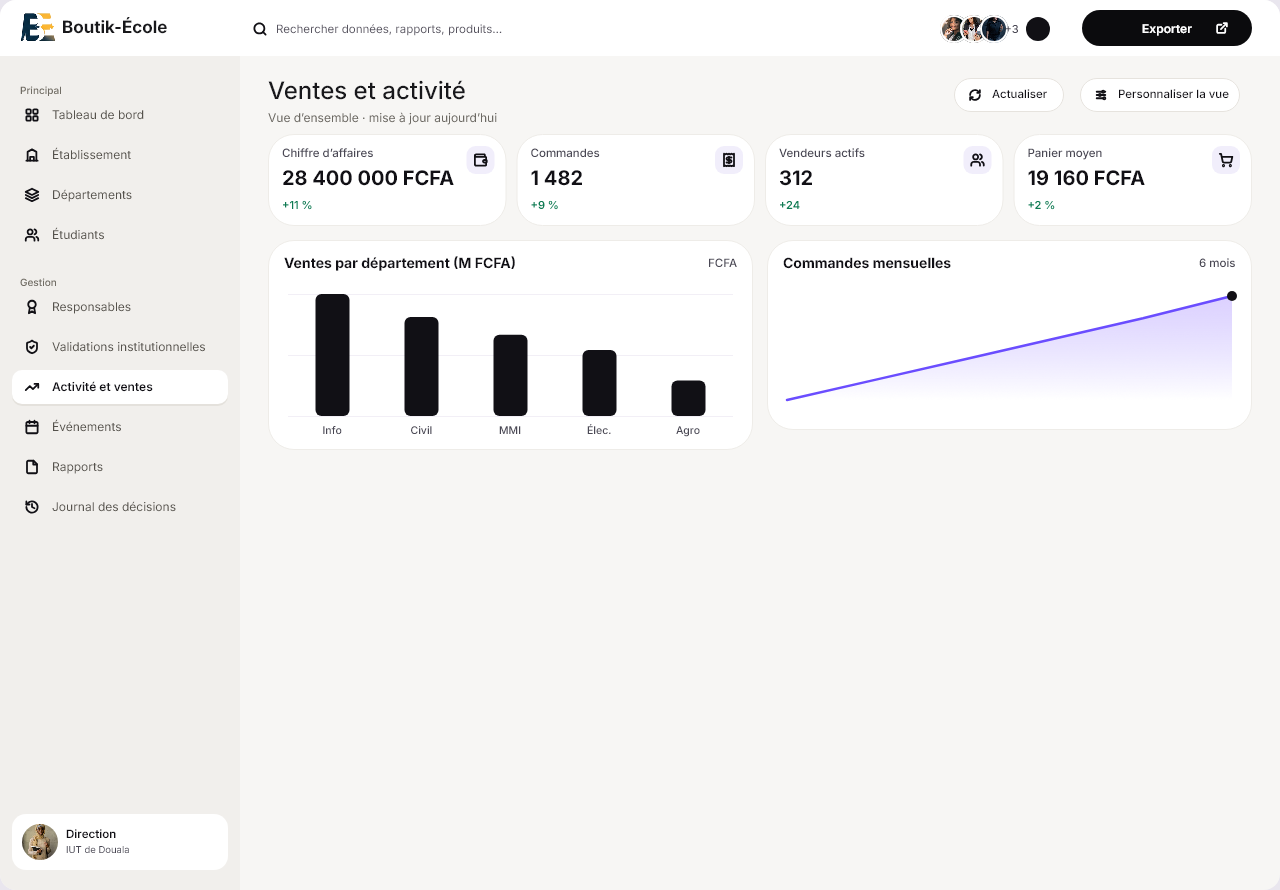 Boutik-École
Rechercher données, rapports, produits…
+3
Exporter
Principal
Tableau de bord
Établissement
Départements
Étudiants
Gestion
Responsables
Validations institutionnelles
Activité et ventes
Événements
Rapports
Journal des décisions
Direction
IUT de Douala
Ventes et activité
Vue d’ensemble · mise à jour aujourd’hui
Actualiser
Personnaliser la vue
Chiffre d’affaires
28 400 000 FCFA
+11 %
Commandes
1 482
+9 %
Vendeurs actifs
312
+24
Panier moyen
19 160 FCFA
+2 %
Ventes par département (M FCFA)
FCFA
Info
Civil
MMI
Élec.
Agro
Commandes mensuelles
6 mois